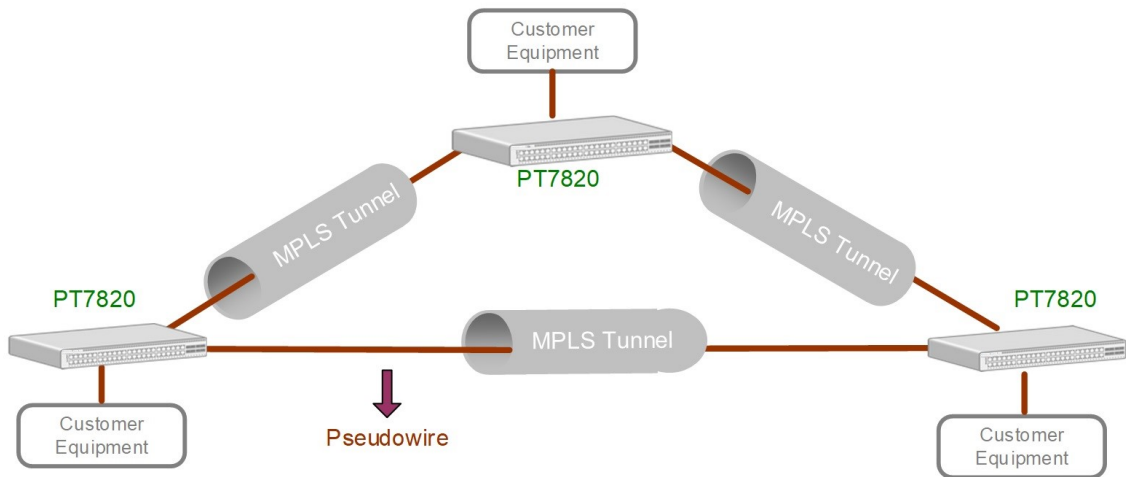 Customer
Equipment
PT7820
MPLS Tunnel
MPLS Tunnel
PT7820
PT7820
MPLS Tunnel
Customer
Equipment
Pseudowire
Customer
Equipment